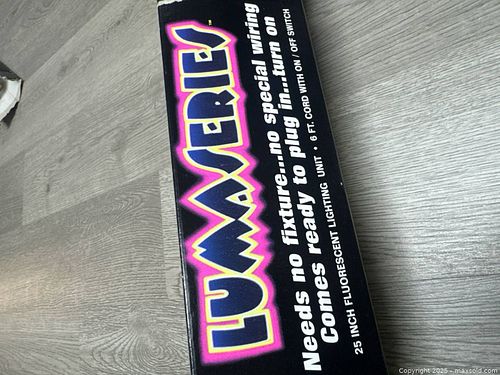 LUMASERIES™
Needs no fixture...no special wiring
Comes ready to plug in...turn on
25 INCH FLUORESCENT LIGHTING UNIT • 6 FT. CORD WITH ON / OFF SWITCH
Copyright 2025 - maxsold.com